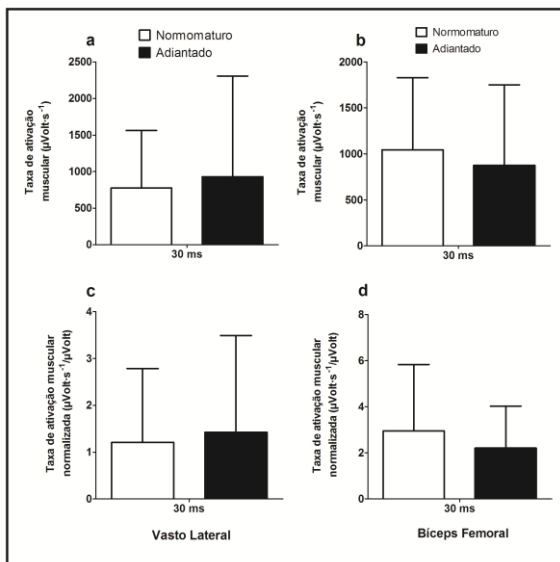 a
Normomaturo
Adiantado
Taxa de ativação
muscular (µVolt·s⁻¹)
2500
2000
1500
1000
500
0
30 ms
b
Normomaturo
Adiantado
Taxa de ativação
muscular (µVolt·s⁻¹)
2000
1500
1000
500
0
30 ms
c
Taxa de ativação muscular
normalizada (µVolt·s⁻¹/µVolt)
4
3
2
1
0
30 ms
Vasto Lateral
d
Taxa de ativação muscular
normalizada (µVolt·s⁻¹/µVolt)
8
6
4
2
0
30 ms
Bíceps Femoral